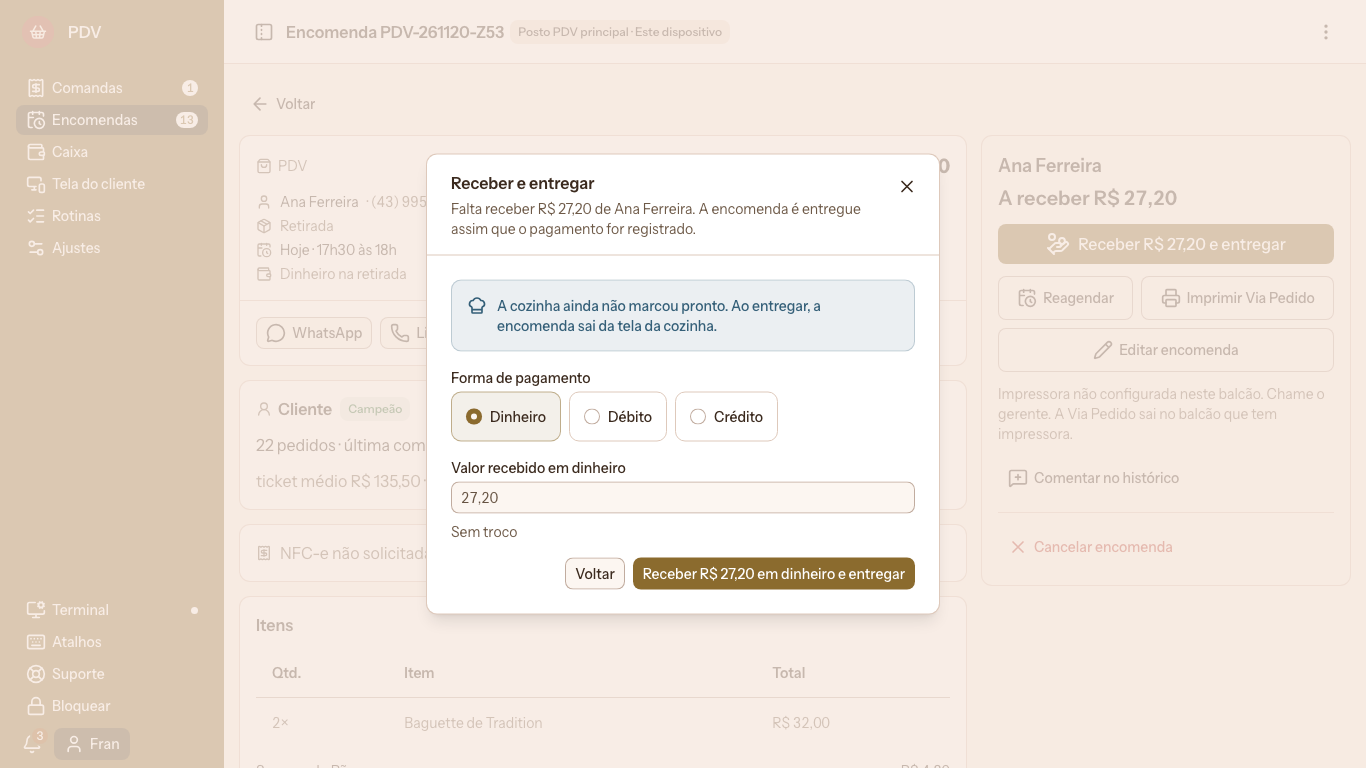 PDV
Encomenda PDV-261120-Z53
Posto PDV principal · Este dispositivo
Comandas 1
Encomendas 13
Caixa
Tela do cliente
Rotinas
Ajustes
Terminal
Atalhos
Suporte
Bloquear
3
Fran
Voltar
PDV
0
Ana Ferreira · (43) 995
Retirada
Hoje · 17h30 às 18h
Dinheiro na retirada
WhatsApp
Cliente Campeão
22 pedidos · última com
ticket médio R$ 135,50 ·
NFC-e não solicitada
Itens
Qtd. Item Total
2× Baguette de Tradition R$ 32,00
Receber e entregar
Falta receber R$ 27,20 de Ana Ferreira. A encomenda é entregue
assim que o pagamento for registrado.
A cozinha ainda não marcou pronto. Ao entregar, a
encomenda sai da tela da cozinha.
Forma de pagamento
Dinheiro
Débito
Crédito
Valor recebido em dinheiro
27,20
Sem troco
Voltar
Receber R$ 27,20 em dinheiro e entregar
Ana Ferreira
A receber R$ 27,20
Receber R$ 27,20 e entregar
Reagendar
Imprimir Via Pedido
Editar encomenda
Impressora não configurada neste balcão. Chame o
gerente. A Via Pedido sai no balcão que tem
impressora.
Comentar no histórico
Cancelar encomenda